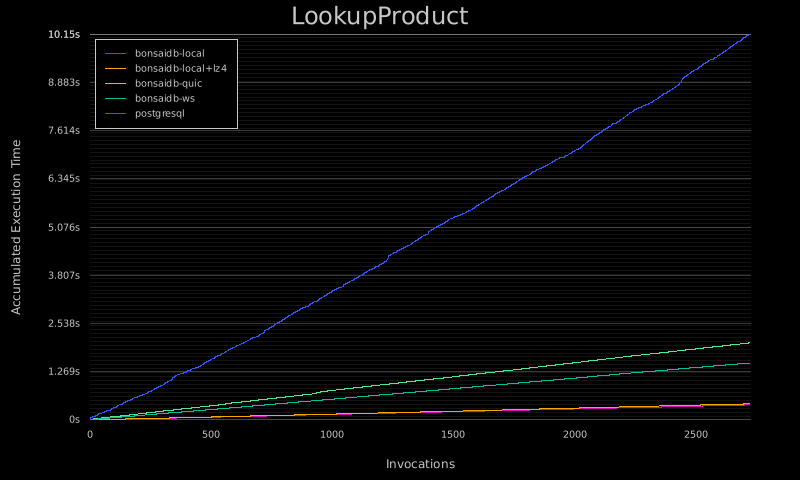 LookupProduct
10.15s
8.883s
7.614s
6.345s
5.076s
3.807s
2.538s
1.269s
0s
bonsaidb-local
bonsaidb-local+lz4
bonsaidb-quic
bonsaidb-ws
postgresql
Accumulated Execution Time
0 500 1000 1500 2000 2500
Invocations